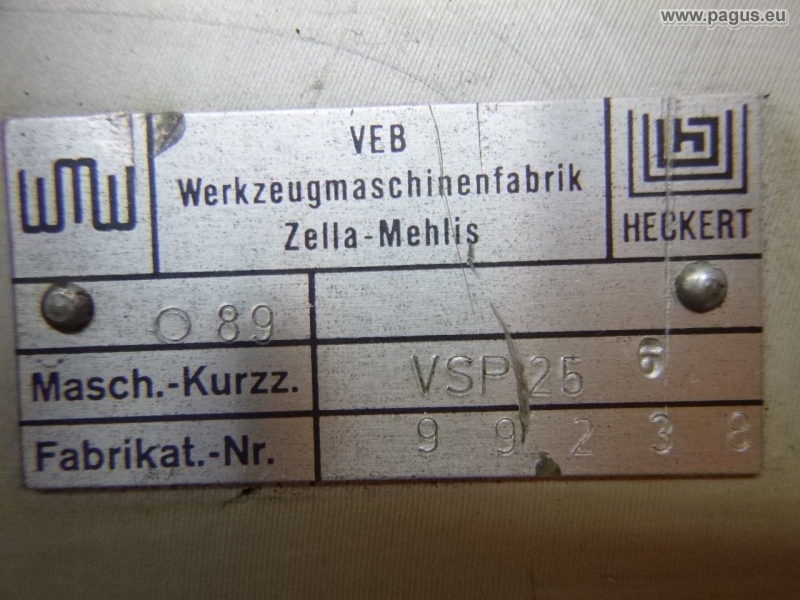 www.pagus.eu
WMW
VEB
Werkzeugmaschinenfabrik
Zella-Mehlis
HECKERT
O 89
Masch.-Kurzz. VSP 25 6
Fabrikat.-Nr. 9 9 2 3 8